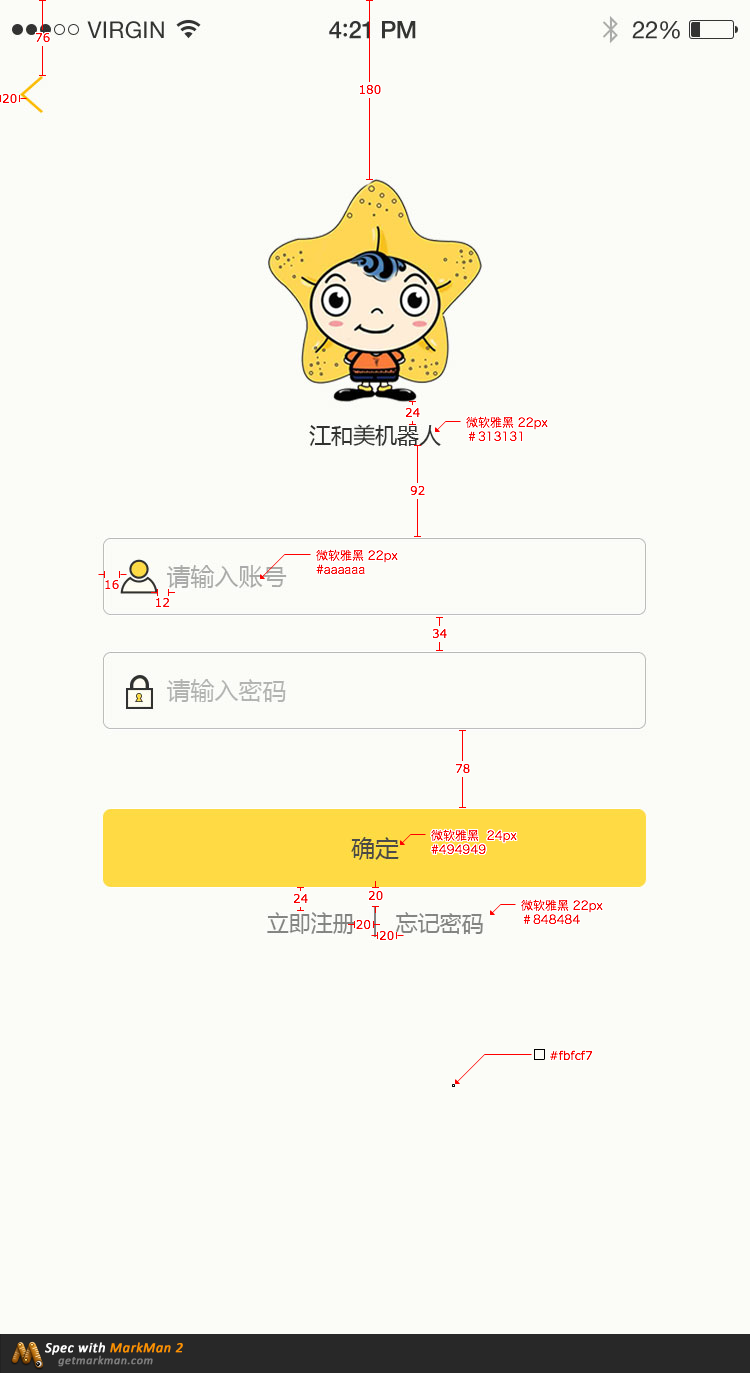 VIRGIN 4:21 PM 22%
76
020
180
24
微软雅黑 22px
#313131
江和美机器人
92
微软雅黑 22px
#aaaaaa
请输入账号
16
12
34
请输入密码
78
微软雅黑 24px
#494949
确定
24
20
微软雅黑 22px
#848484
立即注册 20 忘记密码
20
#fbfcf7
Spec with MarkMan 2
getmarkman.com